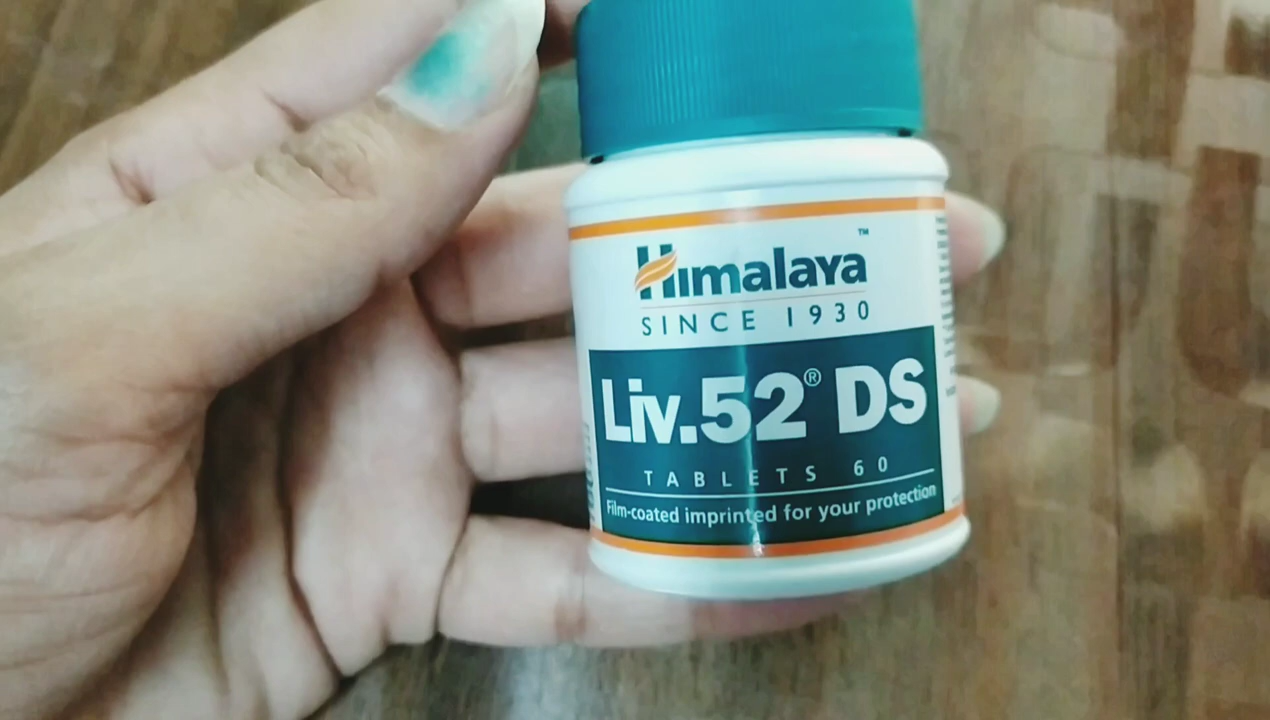 Himalaya™
SINCE 1930
Liv.52® DS
TABLETS 60
Film-coated imprinted for your protection